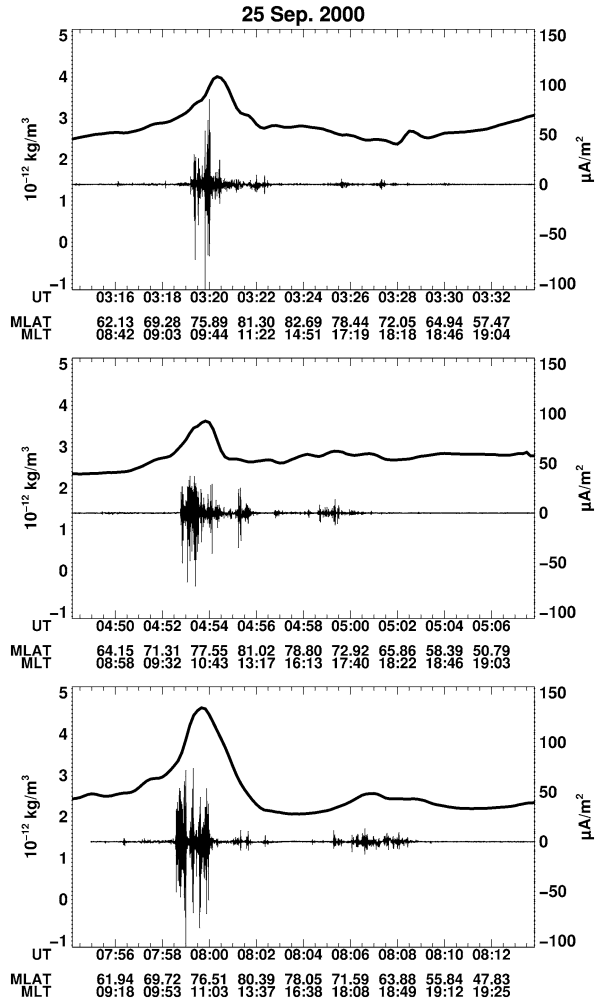 25 Sep. 2000
5 150
4 100
3 50
2
10⁻¹² kg/m³ µA/m²
1 0
0 −50
−1 −100
UT 03:16 03:18 03:20 03:22 03:24 03:26 03:28 03:30 03:32
MLAT 62.13 69.28 75.89 81.30 82.69 78.44 72.05 64.94 57.47
MLT 08:42 09:03 09:44 11:22 14:51 17:19 18:18 18:46 19:04
5 150
4 100
3 50
2
10⁻¹² kg/m³ µA/m²
1 0
0 −50
−1 −100
UT 04:50 04:52 04:54 04:56 04:58 05:00 05:02 05:04 05:06
MLAT 64.15 71.31 77.55 81.02 78.80 72.92 65.86 58.39 50.79
MLT 08:58 09:32 10:43 13:17 16:13 17:40 18:22 18:46 19:03
5 150
4 100
3 50
2
10⁻¹² kg/m³ µA/m²
1 0
0 −50
−1 −100
UT 07:56 07:58 08:00 08:02 08:04 08:06 08:08 08:10 08:12
MLAT 61.94 69.72 76.51 80.39 78.05 71.59 63.88 55.84 47.83
MLT 09:18 09:53 11:03 13:37 16:38 18:08 18:49 19:12 19:25